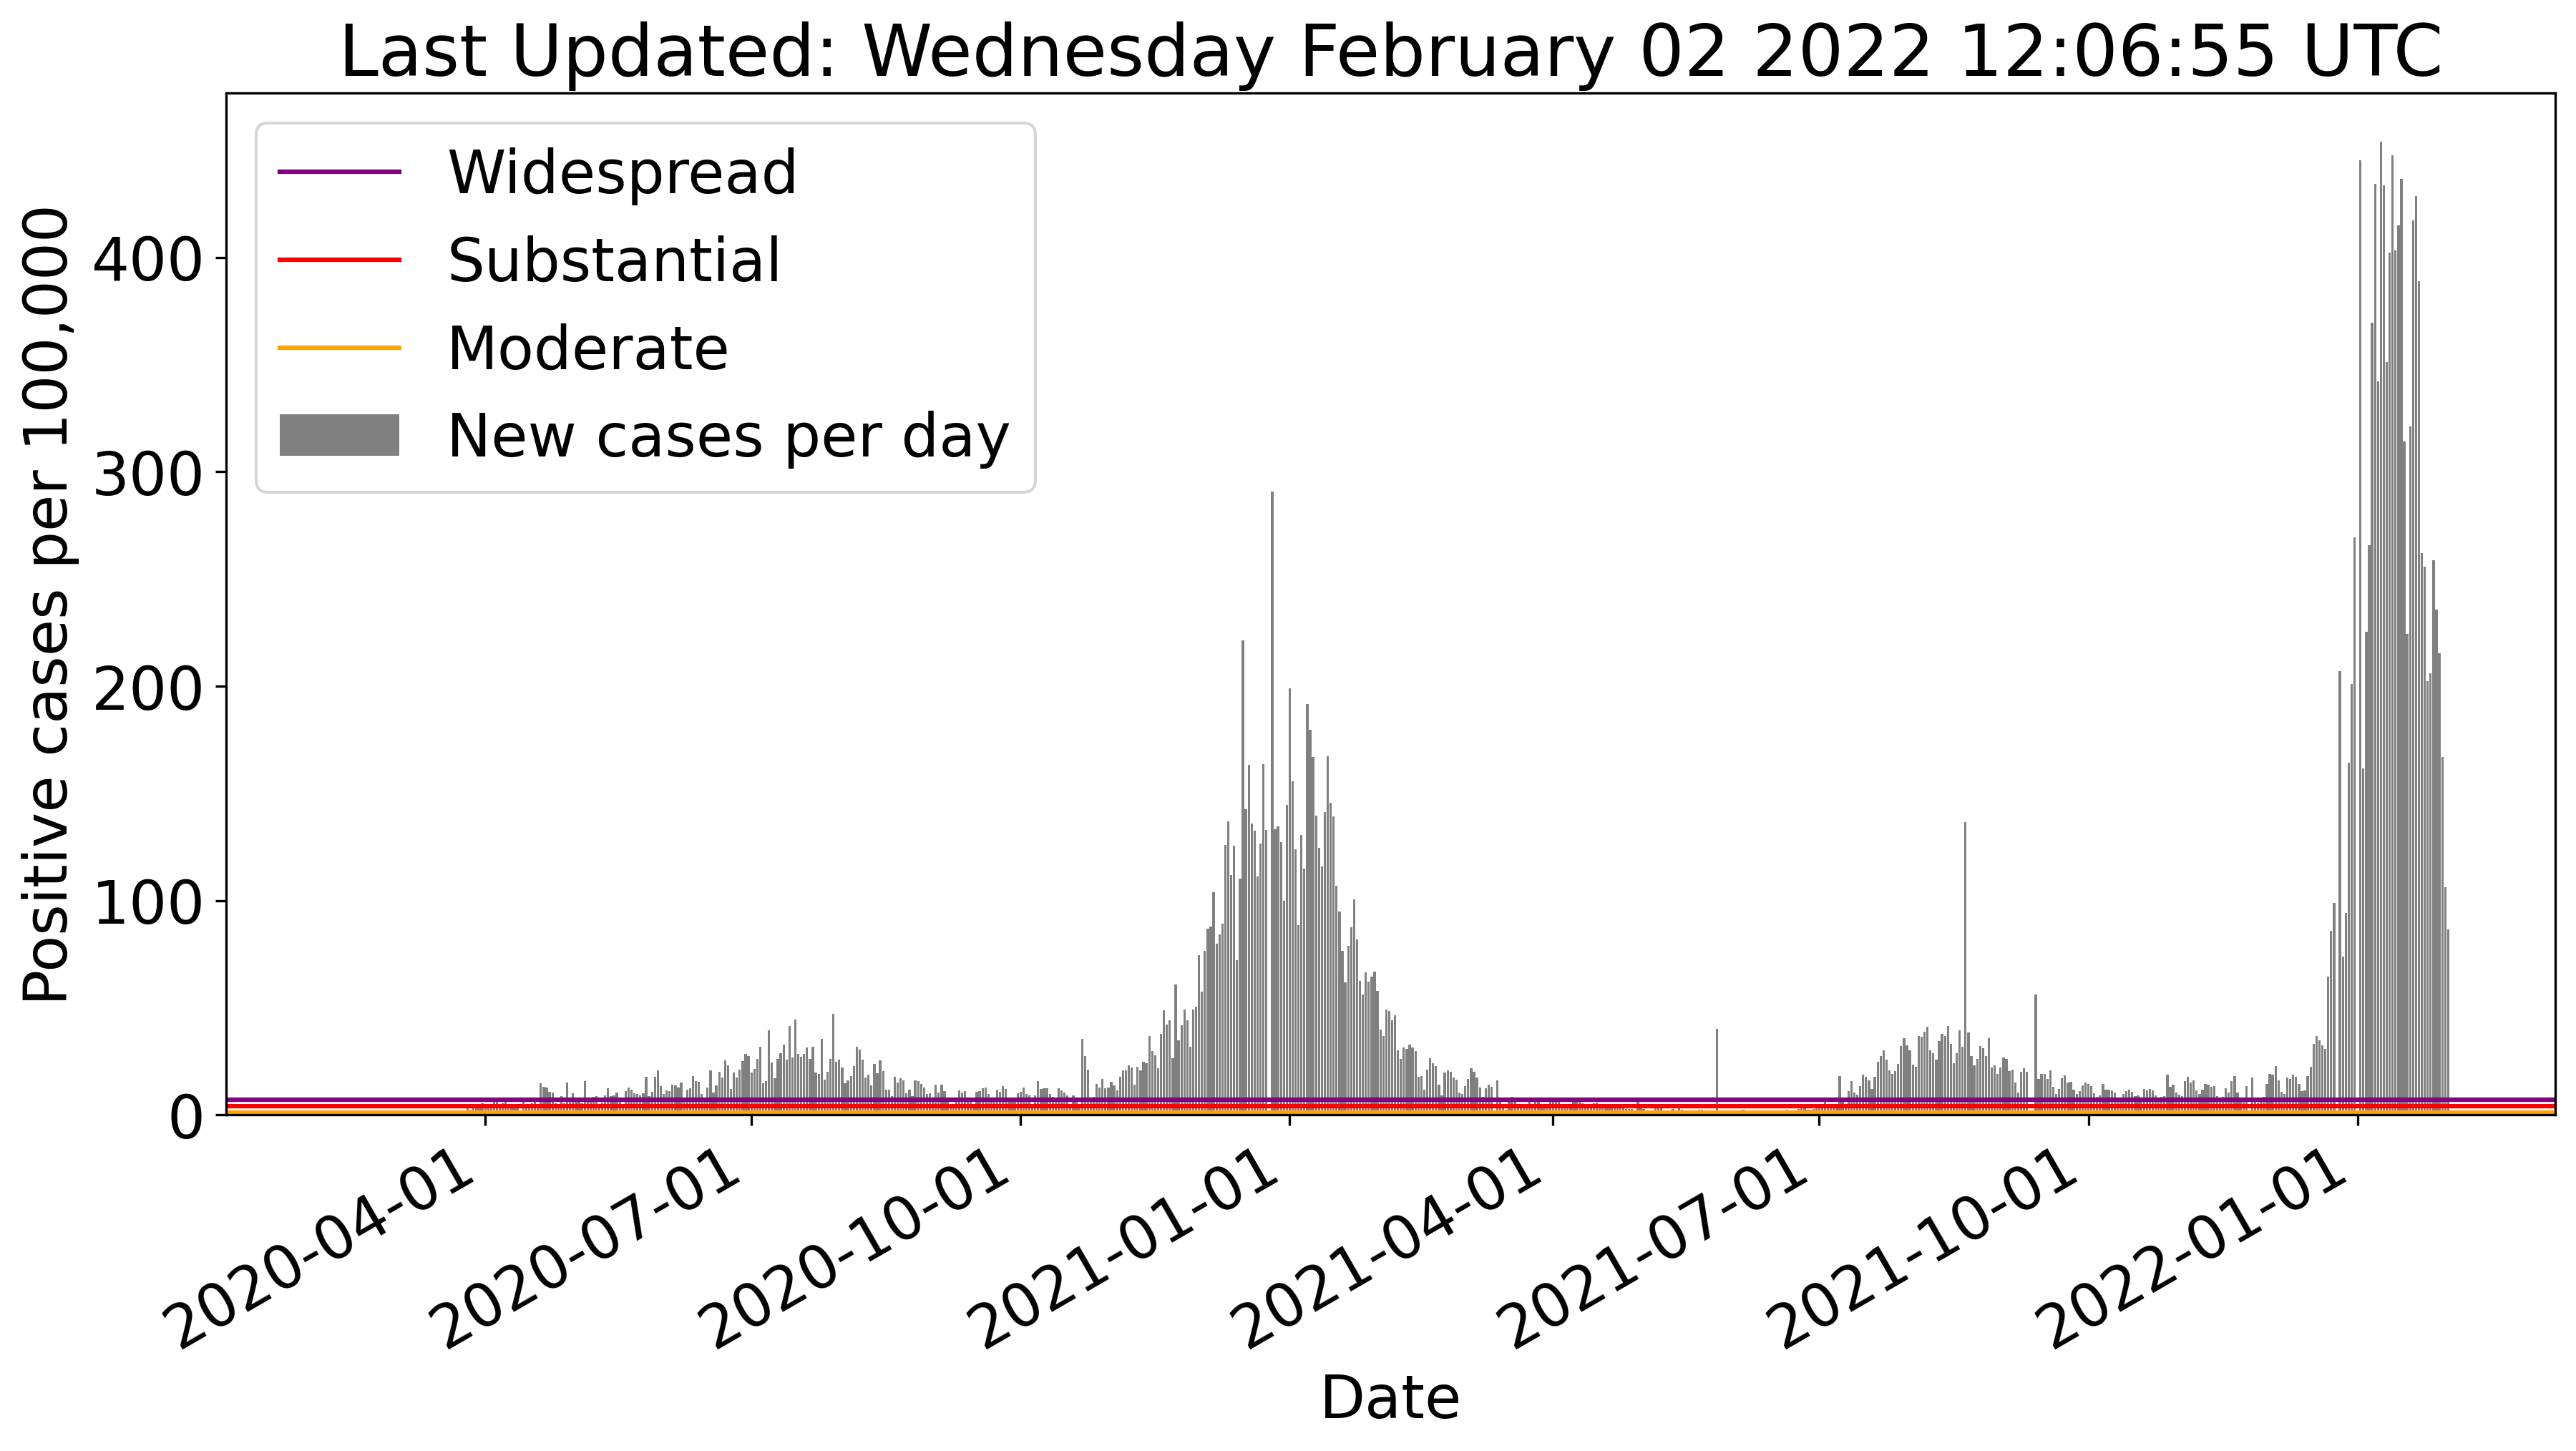 Last Updated: Wednesday February 02 2022 12:06:55 UTC
Widespread
Substantial
Moderate
New cases per day
Positive cases per 100,000
400
300
200
100
0
2020-04-01
2020-07-01
2020-10-01
2021-01-01
2021-04-01
2021-07-01
2021-10-01
2022-01-01
Date